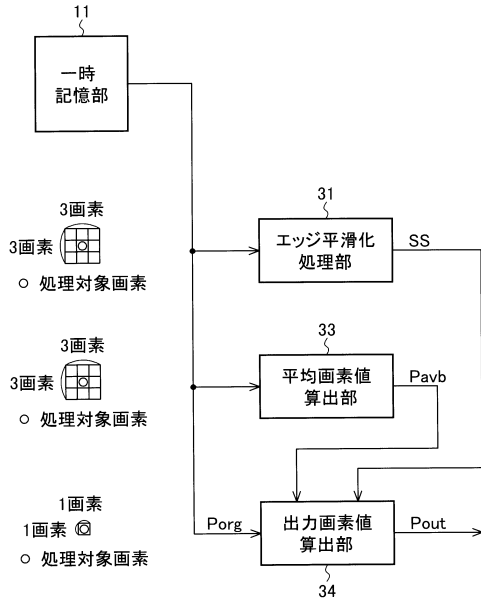 11
一時
記憶部
3画素
3画素
○ 処理対象画素
31
エッジ平滑化
処理部
SS
3画素
3画素
○ 処理対象画素
33
平均画素値
算出部
Pavb
1画素
1画素
○ 処理対象画素
Porg
出力画素値
算出部
Pout
34